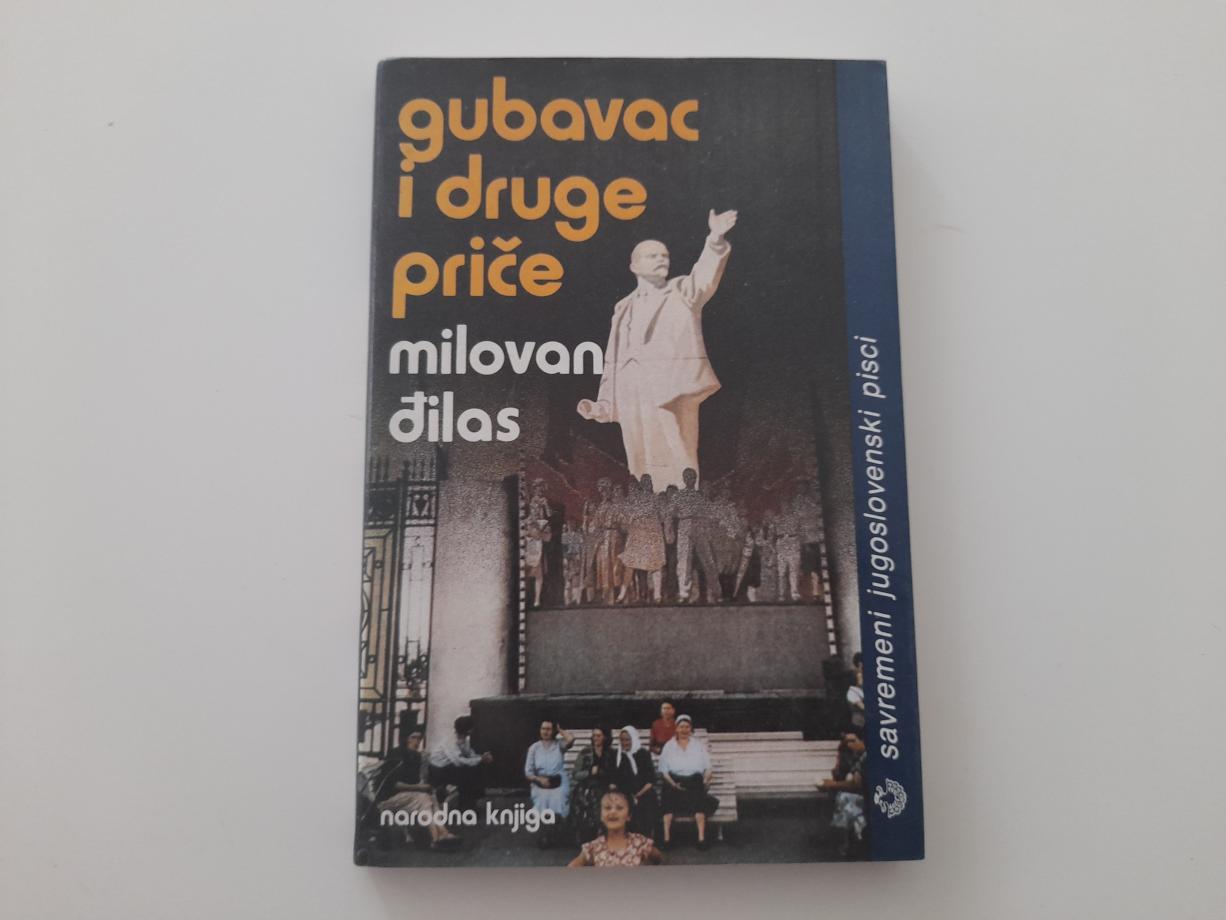 gubavac
i druge
priče
milovan
đilas
narodna knjiga
savremeni jugoslovenski pisci